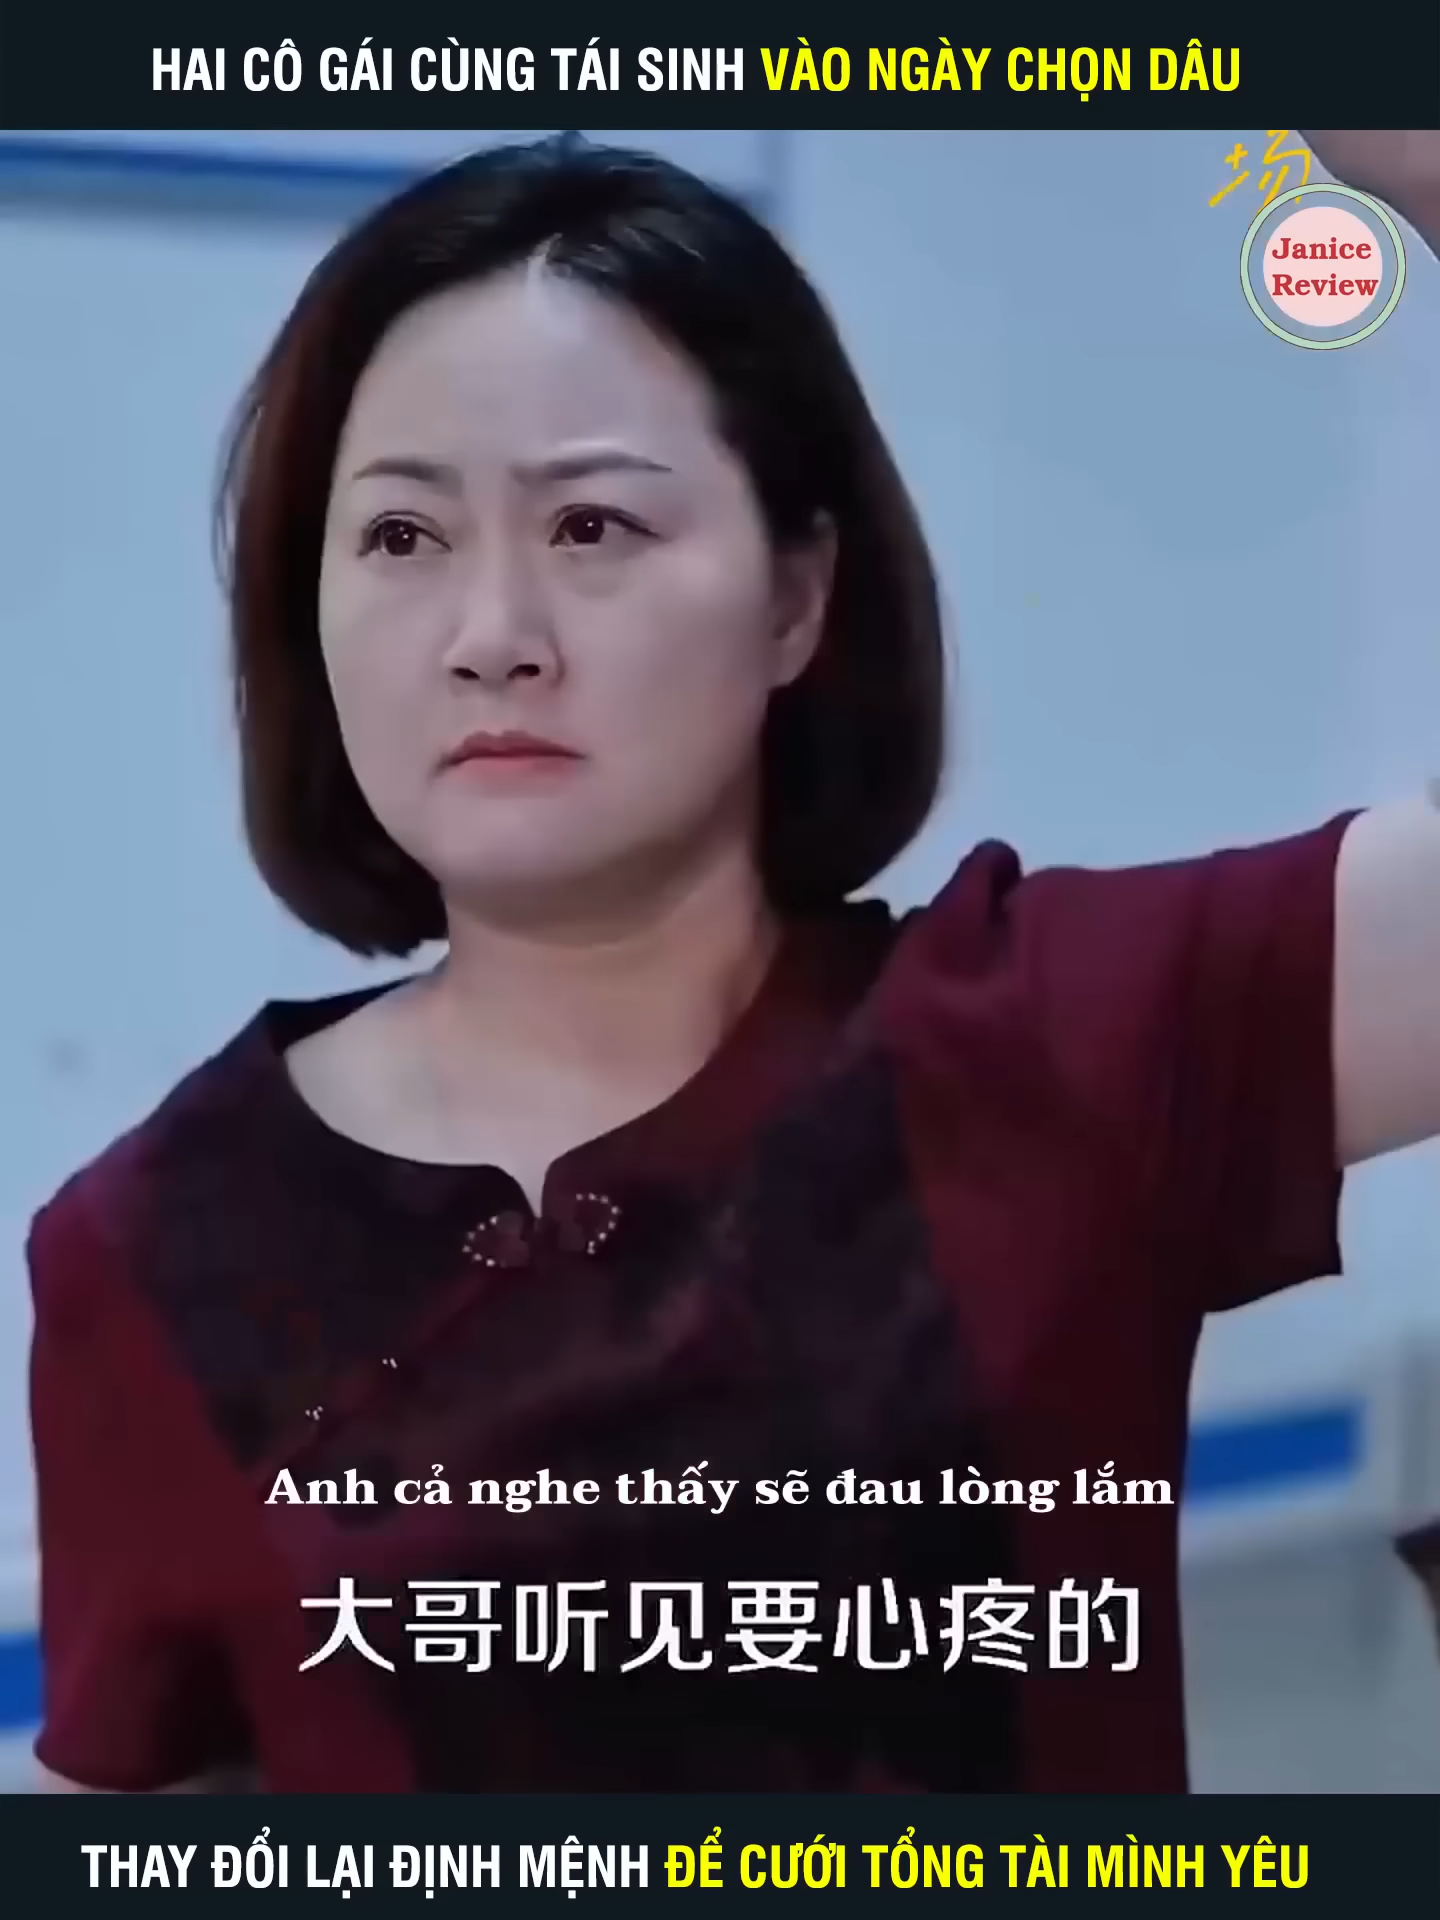 HAI CÔ GÁI CÙNG TÁI SINH VÀO NGÀY CHỌN DÂU
场
Janice
Review
Anh cả nghe thấy sẽ đau lòng lắm
大哥听见要心疼的
THAY ĐỔI LẠI ĐỊNH MỆNH ĐỂ CƯỚI TỔNG TÀI MÌNH YÊU